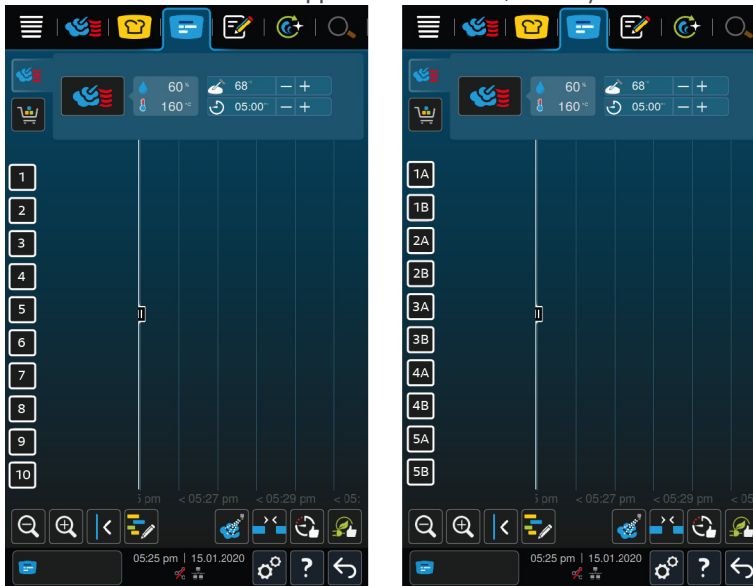 60 % 68 ° – +
160 °C 05:00 – +
1
2
3
4
5
6
7
8
9
10
< 05:27 pm < 05:29 pm < 05:
05:25 pm | 15.01.2020 ?
60 % 68 ° – +
160 °C 05:00 – +
1A
1B
2A
2B
3A
3B
4A
4B
5A
5B
< 05:27 pm < 05:29 pm < 05
05:25 pm | 15.01.2020 ?